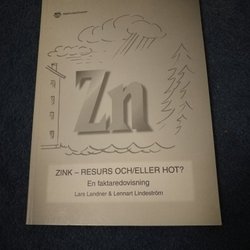 Zn
ZINK – RESURS OCH/ELLER HOT?
En faktaredovisning
Lars Landner & Lennart Lindeström